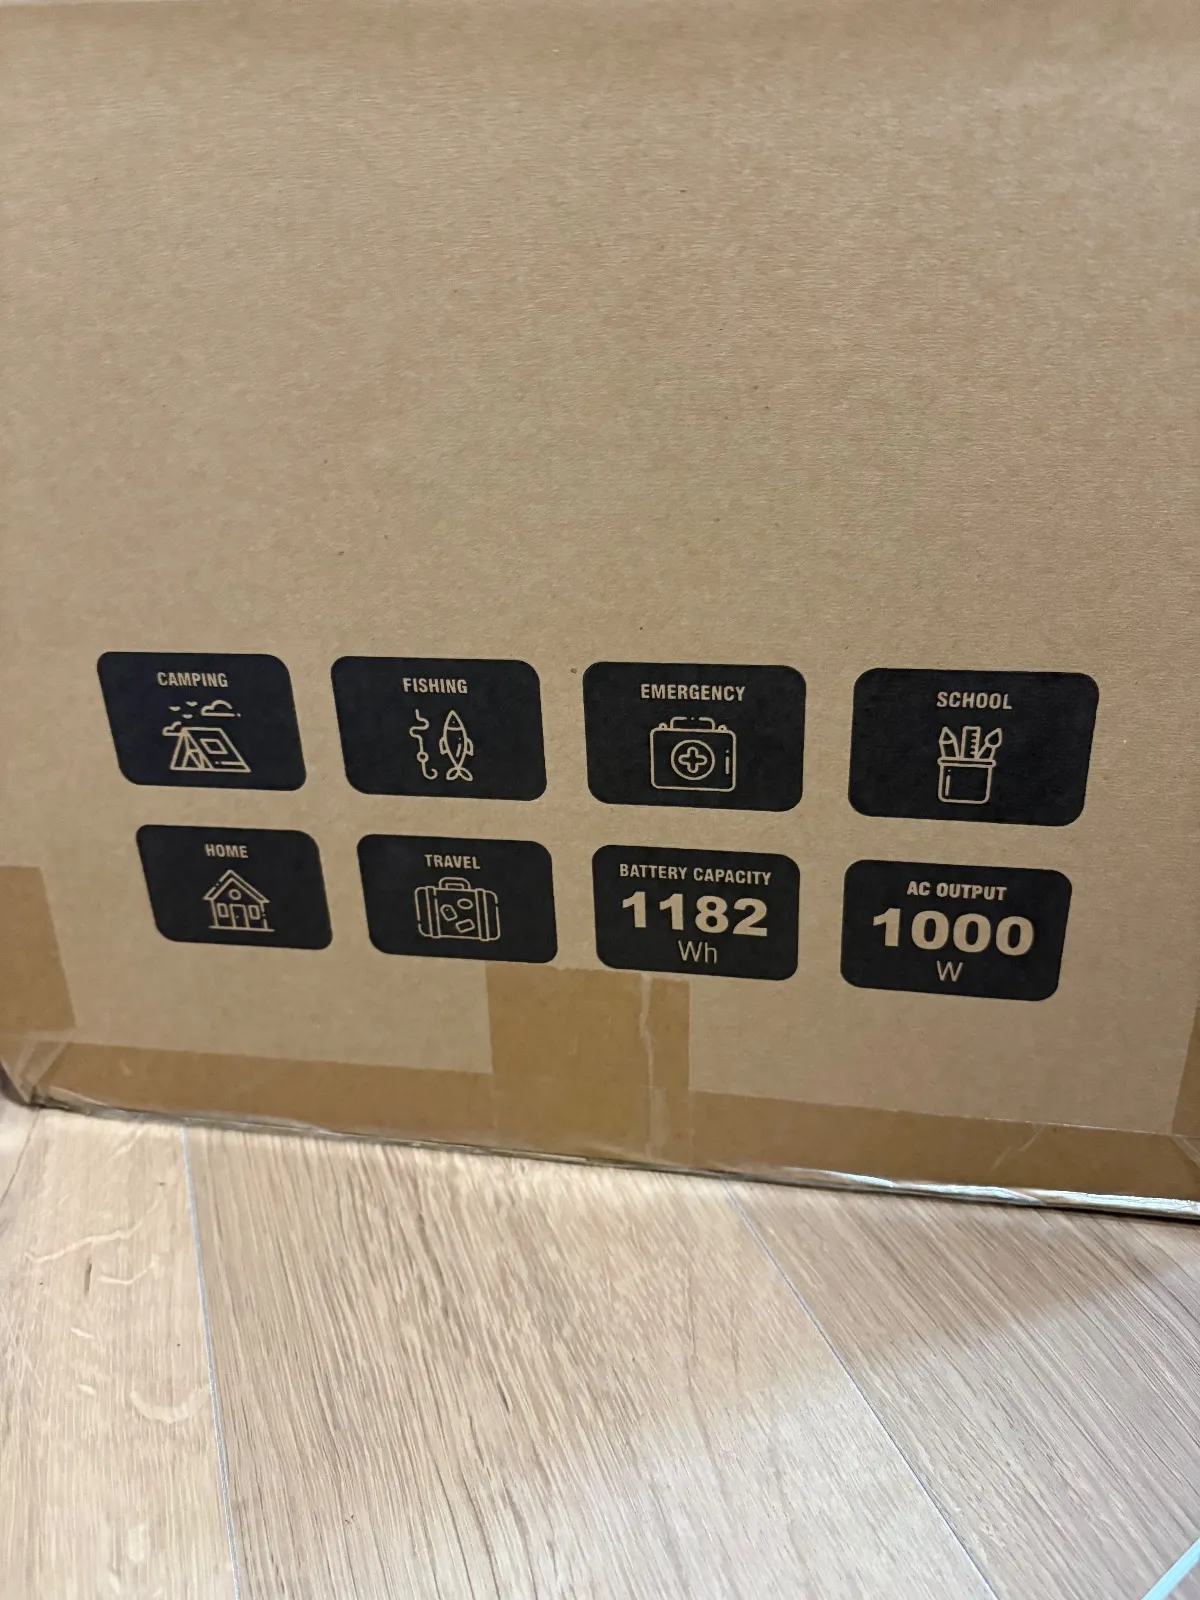 CAMPING
FISHING
EMERGENCY
SCHOOL
HOME
TRAVEL
BATTERY CAPACITY
1182
Wh
AC OUTPUT
1000
W